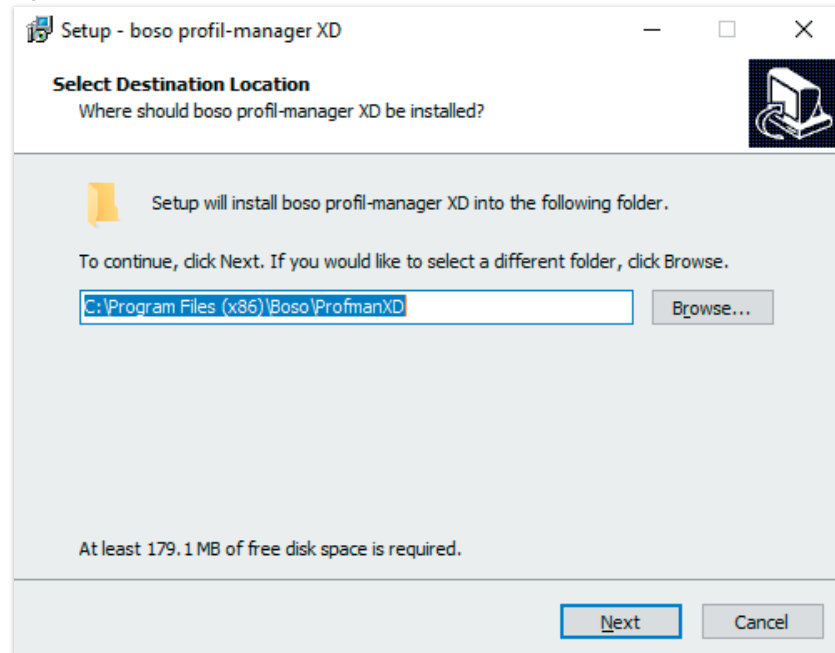 Setup - boso profil-manager XD
Select Destination Location
Where should boso profil-manager XD be installed?
Setup will install boso profil-manager XD into the following folder.
To continue, click Next. If you would like to select a different folder, click Browse.
C:\Program Files (x86)\Boso\ProfmanXD
Browse...
At least 179.1 MB of free disk space is required.
Next
Cancel